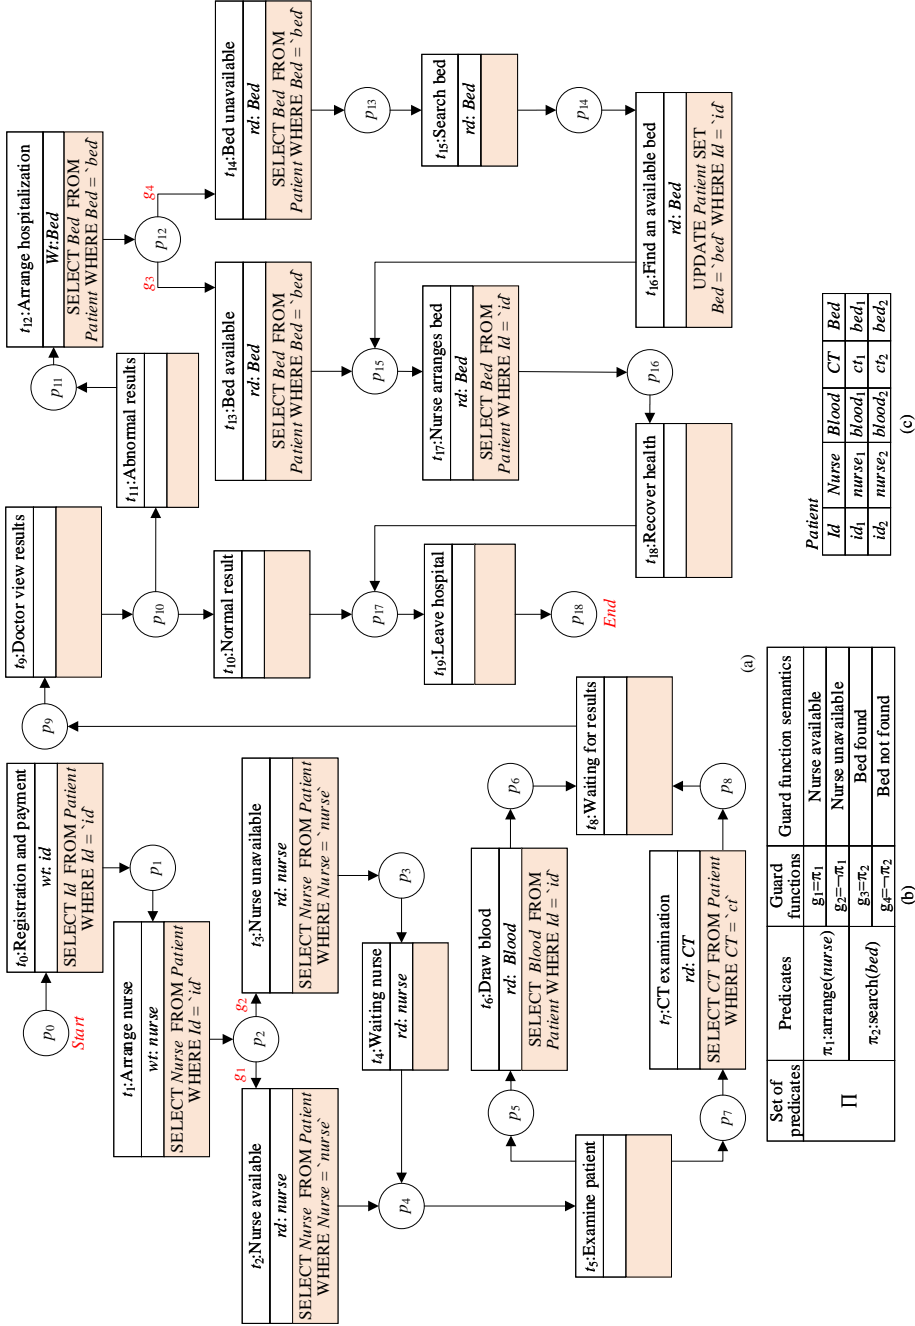 p0
Start
t0:Registration and payment
wt: id
SELECT Id FROM Patient
WHERE Id = `id`
p1
t1:Arrange nurse
wt: nurse
SELECT Nurse FROM Patient
WHERE Id = `id`
g1
p2
g2
t2:Nurse available
rd: nurse
SELECT Nurse FROM Patient
WHERE Nurse = `nurse`
t3:Nurse unavailable
rd: nurse
SELECT Nurse FROM Patient
WHERE Nurse = `nurse`
p3
t4:Waiting nurse
rd: nurse
p4
t5:Examine patient
p5
t6:Draw blood
rd: Blood
SELECT Blood FROM
Patient WHERE Id=`id`
p6
p7
t7:CT examination
rd: CT
SELECT CT FROM Patient
WHERE CT =`ct`
p8
t8:Waiting for results
p9
t9:Doctor view results
p10
t10:Normal result
t11:Abnormal results
p11
t12:Arrange hospitalization
Wt:Bed
SELECT Bed FROM
Patient WHERE Bed =`bed`
g3
p12
g4
t13:Bed available
rd: Bed
SELECT Bed FROM
Patient WHERE Bed=`bed`
t14:Bed unavailable
rd: Bed
SELECT Bed FROM
Patient WHERE Bed =`bed`
p13
t15:Search bed
rd: Bed
p14
t16:Find an available bed
rd: Bed
UPDATE Patient SET
Bed =`bed` WHERE Id =`id`
p15
t17:Nurse arranges bed
rd: Bed
SELECT Bed FROM
Patient WHERE Id =`id`
p16
t18:Recover health
p17
t19:Leave hospital
p18
End
(a)
Set of predicates Predicates Guard functions Guard function semantics
Π π1:arrange(nurse) g1=π1 Nurse available
g2=¬π1 Nurse unavailable
π2:search(bed) g3=π2 Bed found
g4=¬π2 Bed not found
(b)
Patient
Id Nurse Blood CT Bed
id1 nurse1 blood1 ct1 bed1
id2 nurse2 blood2 ct2 bed2
(c)